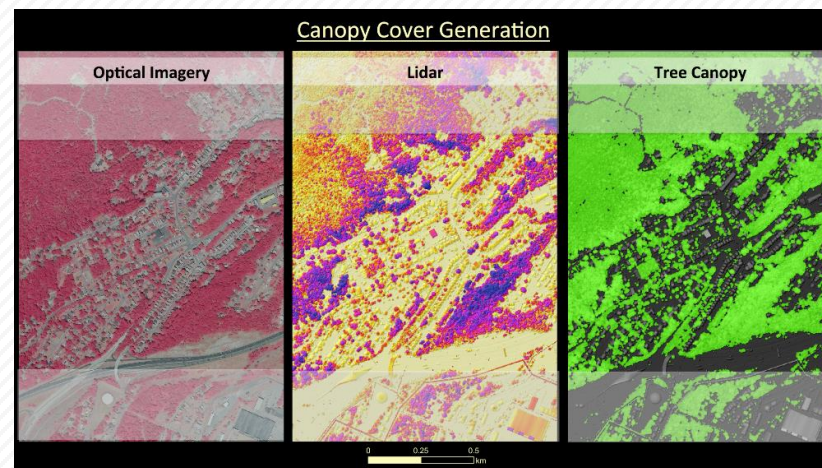 Canopy Cover Generation
Optical Imagery
Lidar
Tree Canopy
0 0.25 0.5
km